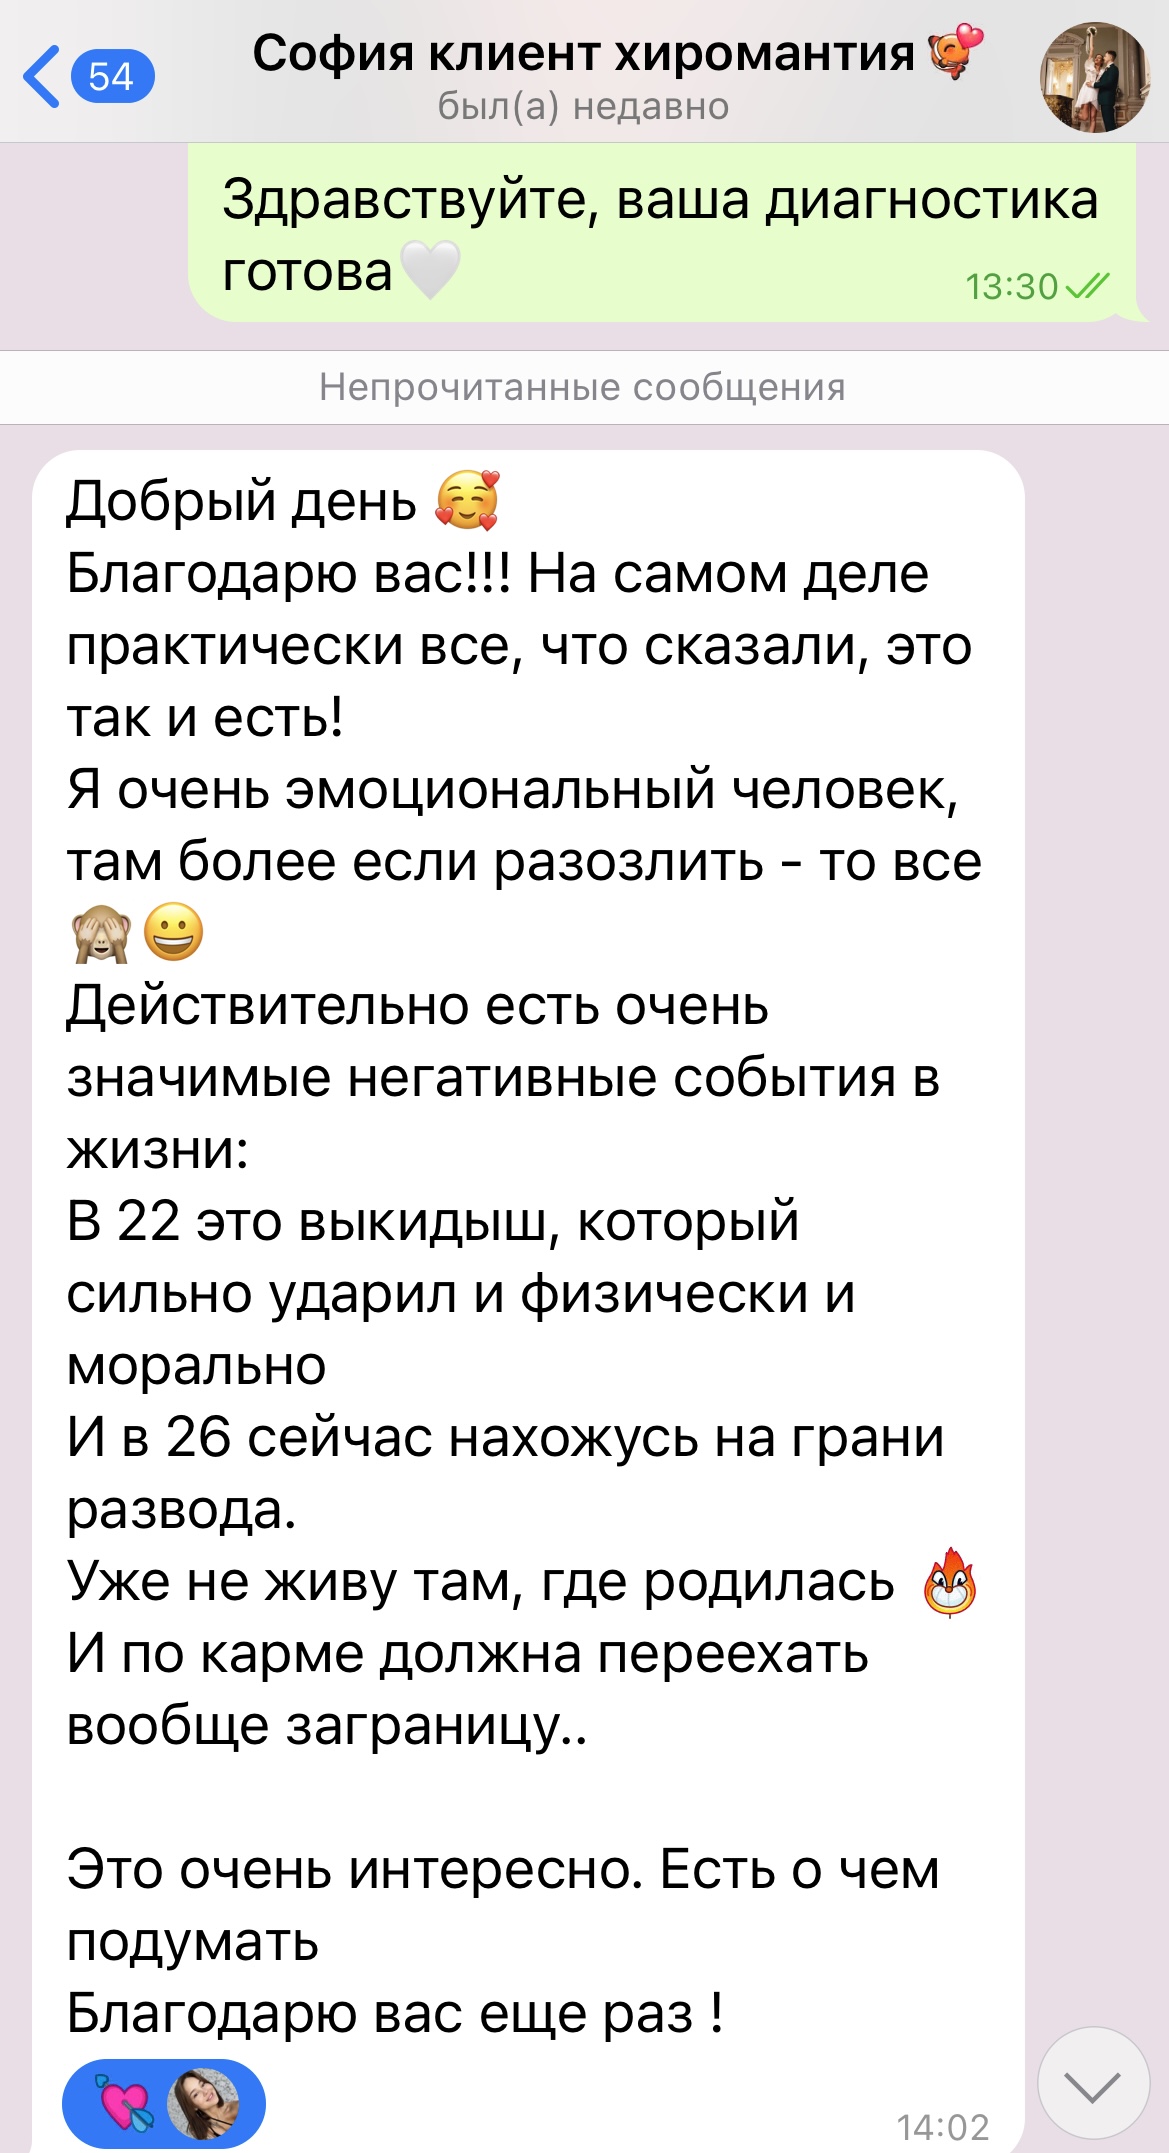 54
София клиент хиромантия
был(а) недавно
Здравствуйте, ваша диагностика
готова🤍
13:30
Непрочитанные сообщения
Добрый день 🥰
Благодарю вас!!! На самом деле
практически все, что сказали, это
так и есть!
Я очень эмоциональный человек,
там более если разозлить - то все
🙈😀
Действительно есть очень
значимые негативные события в
жизни:
В 22 это выкидыш, который
сильно ударил и физически и
морально
И в 26 сейчас нахожусь на грани
развода.
Уже не живу там, где родилась
И по карме должна переехать
вообще заграницу..
Это очень интересно. Есть о чем
подумать
Благодарю вас еще раз !
14:02